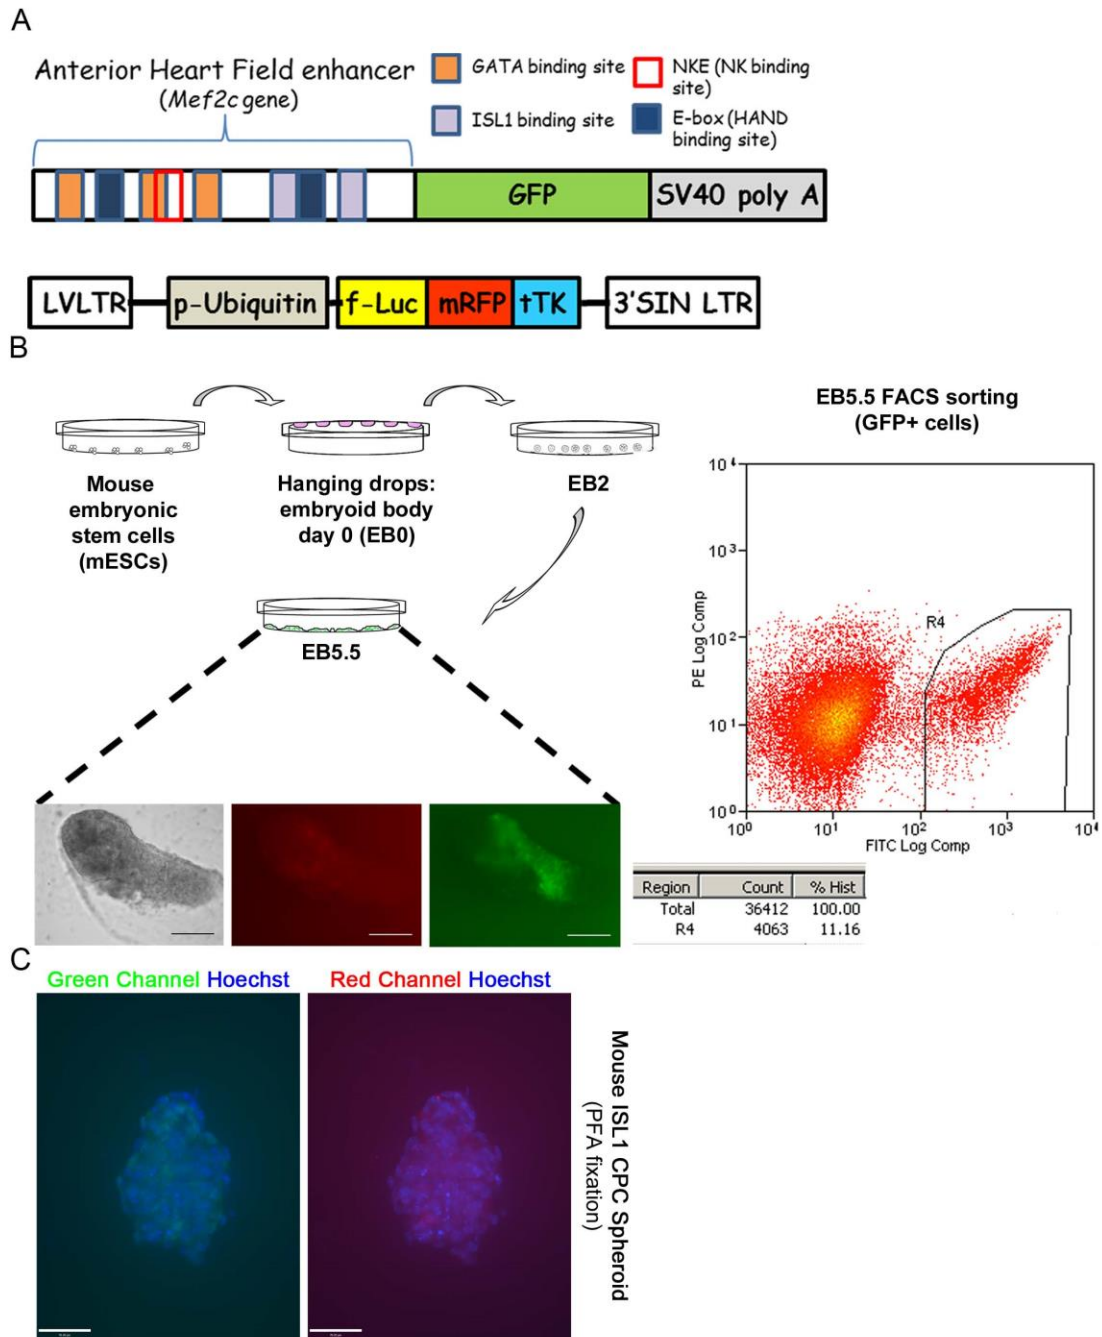 A
Anterior Heart Field enhancer
(Mef2c gene)
GATA binding site
NKE (NK binding
site)
ISL1 binding site
E-box (HAND
binding site)
GFP
SV40 poly A
LVLTR
p-Ubiquitin
f-Luc
mRFP
tTK
3'SIN LTR
B
Mouse
embryonic
stem cells
(mESCs)
Hanging drops:
embryoid body
day 0 (EB0)
EB2
EB5.5
EB5.5 FACS sorting
(GFP+ cells)
10⁴
10³
10²
10¹
10⁰
PE Log Comp
R4
10⁰ 10¹ 10² 10³ 10⁴
FITC Log Comp
Region Count % Hist
Total 36412 100.00
R4 4063 11.16
C
Green Channel Hoechst
Red Channel Hoechst
Mouse ISL1 CPC Spheroid
(PFA fixation)